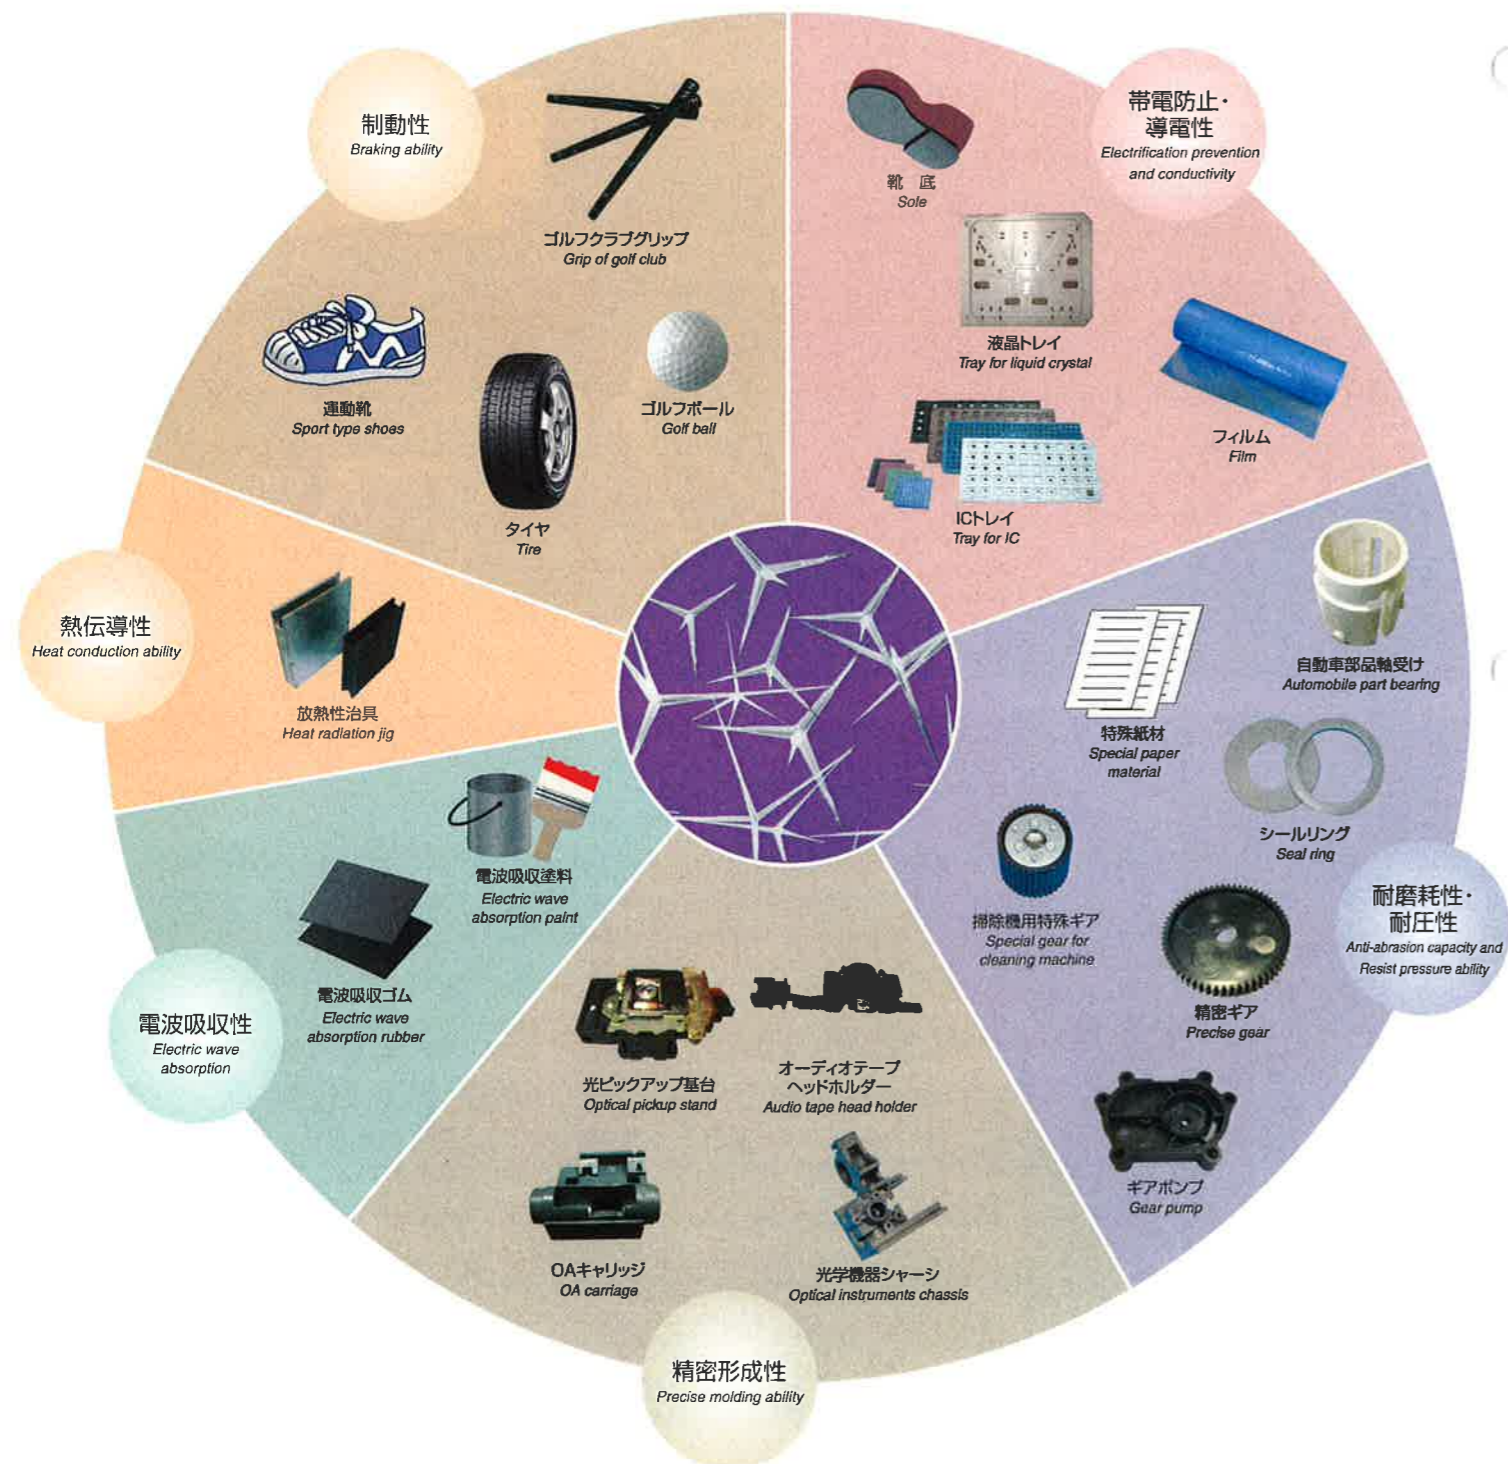 制動性
Braking ability
ゴルフクラブグリップ
Grip of golf club
運動靴
Sport type shoes
タイヤ
Tire
ゴルフボール
Golf ball
帯電防止・
導電性
Electrification prevention
and conductivity
靴 底
Sole
液晶トレイ
Tray for liquid crystal
フィルム
Film
ICトレイ
Tray for IC
自動車部品軸受け
Automobile part bearing
特殊紙材
Special paper
material
シールリング
Seal ring
掃除機用特殊ギア
Special gear for
cleaning machine
精密ギア
Precise gear
ギアポンプ
Gear pump
耐磨耗性・
耐圧性
Anti-abrasion capacity and
Resist pressure ability
光ピックアップ基台
Optical pickup stand
オーディオテープ
ヘッドホルダー
Audio tape head holder
OAキャリッジ
OA carriage
光学機器シャーシ
Optical instruments chassis
精密形成性
Precise molding ability
電波吸収塗料
Electric wave
absorption paint
電波吸収ゴム
Electric wave
absorption rubber
電波吸収性
Electric wave
absorption
熱伝導性
Heat conduction ability
放熱性治具
Heat radiation jig